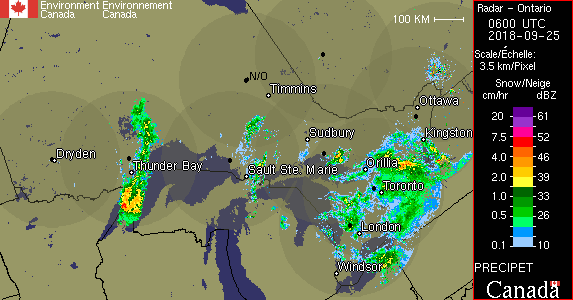 Environment Environnement
Canada Canada
100 KM
N/O
Timmins
Ottawa
Sudbury
Kingston
Dryden
Thunder Bay
Sault Ste. Marie
Orillia
Toronto
London
Windsor
Radar – Ontario
0600 UTC
2018-09-25
Scale/Échelle:
3.5 km/Pixel
Snow/Neige
cm/hr dBZ
20 61
7.5 52
4.0 46
2.0 39
1.0 33
0.5 26
0.1 10
PRECIPET
Canada